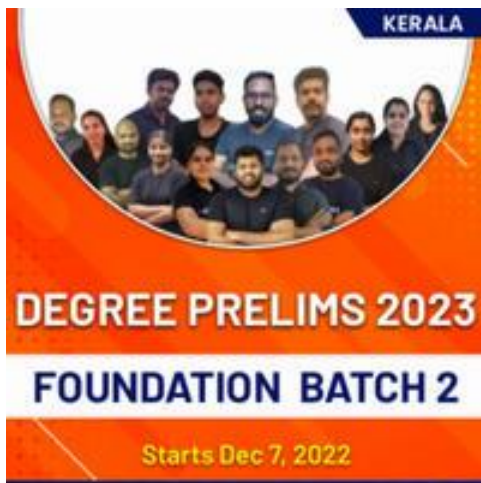 KERALA
DEGREE PRELIMS 2023
FOUNDATION BATCH 2
Starts Dec 7, 2022